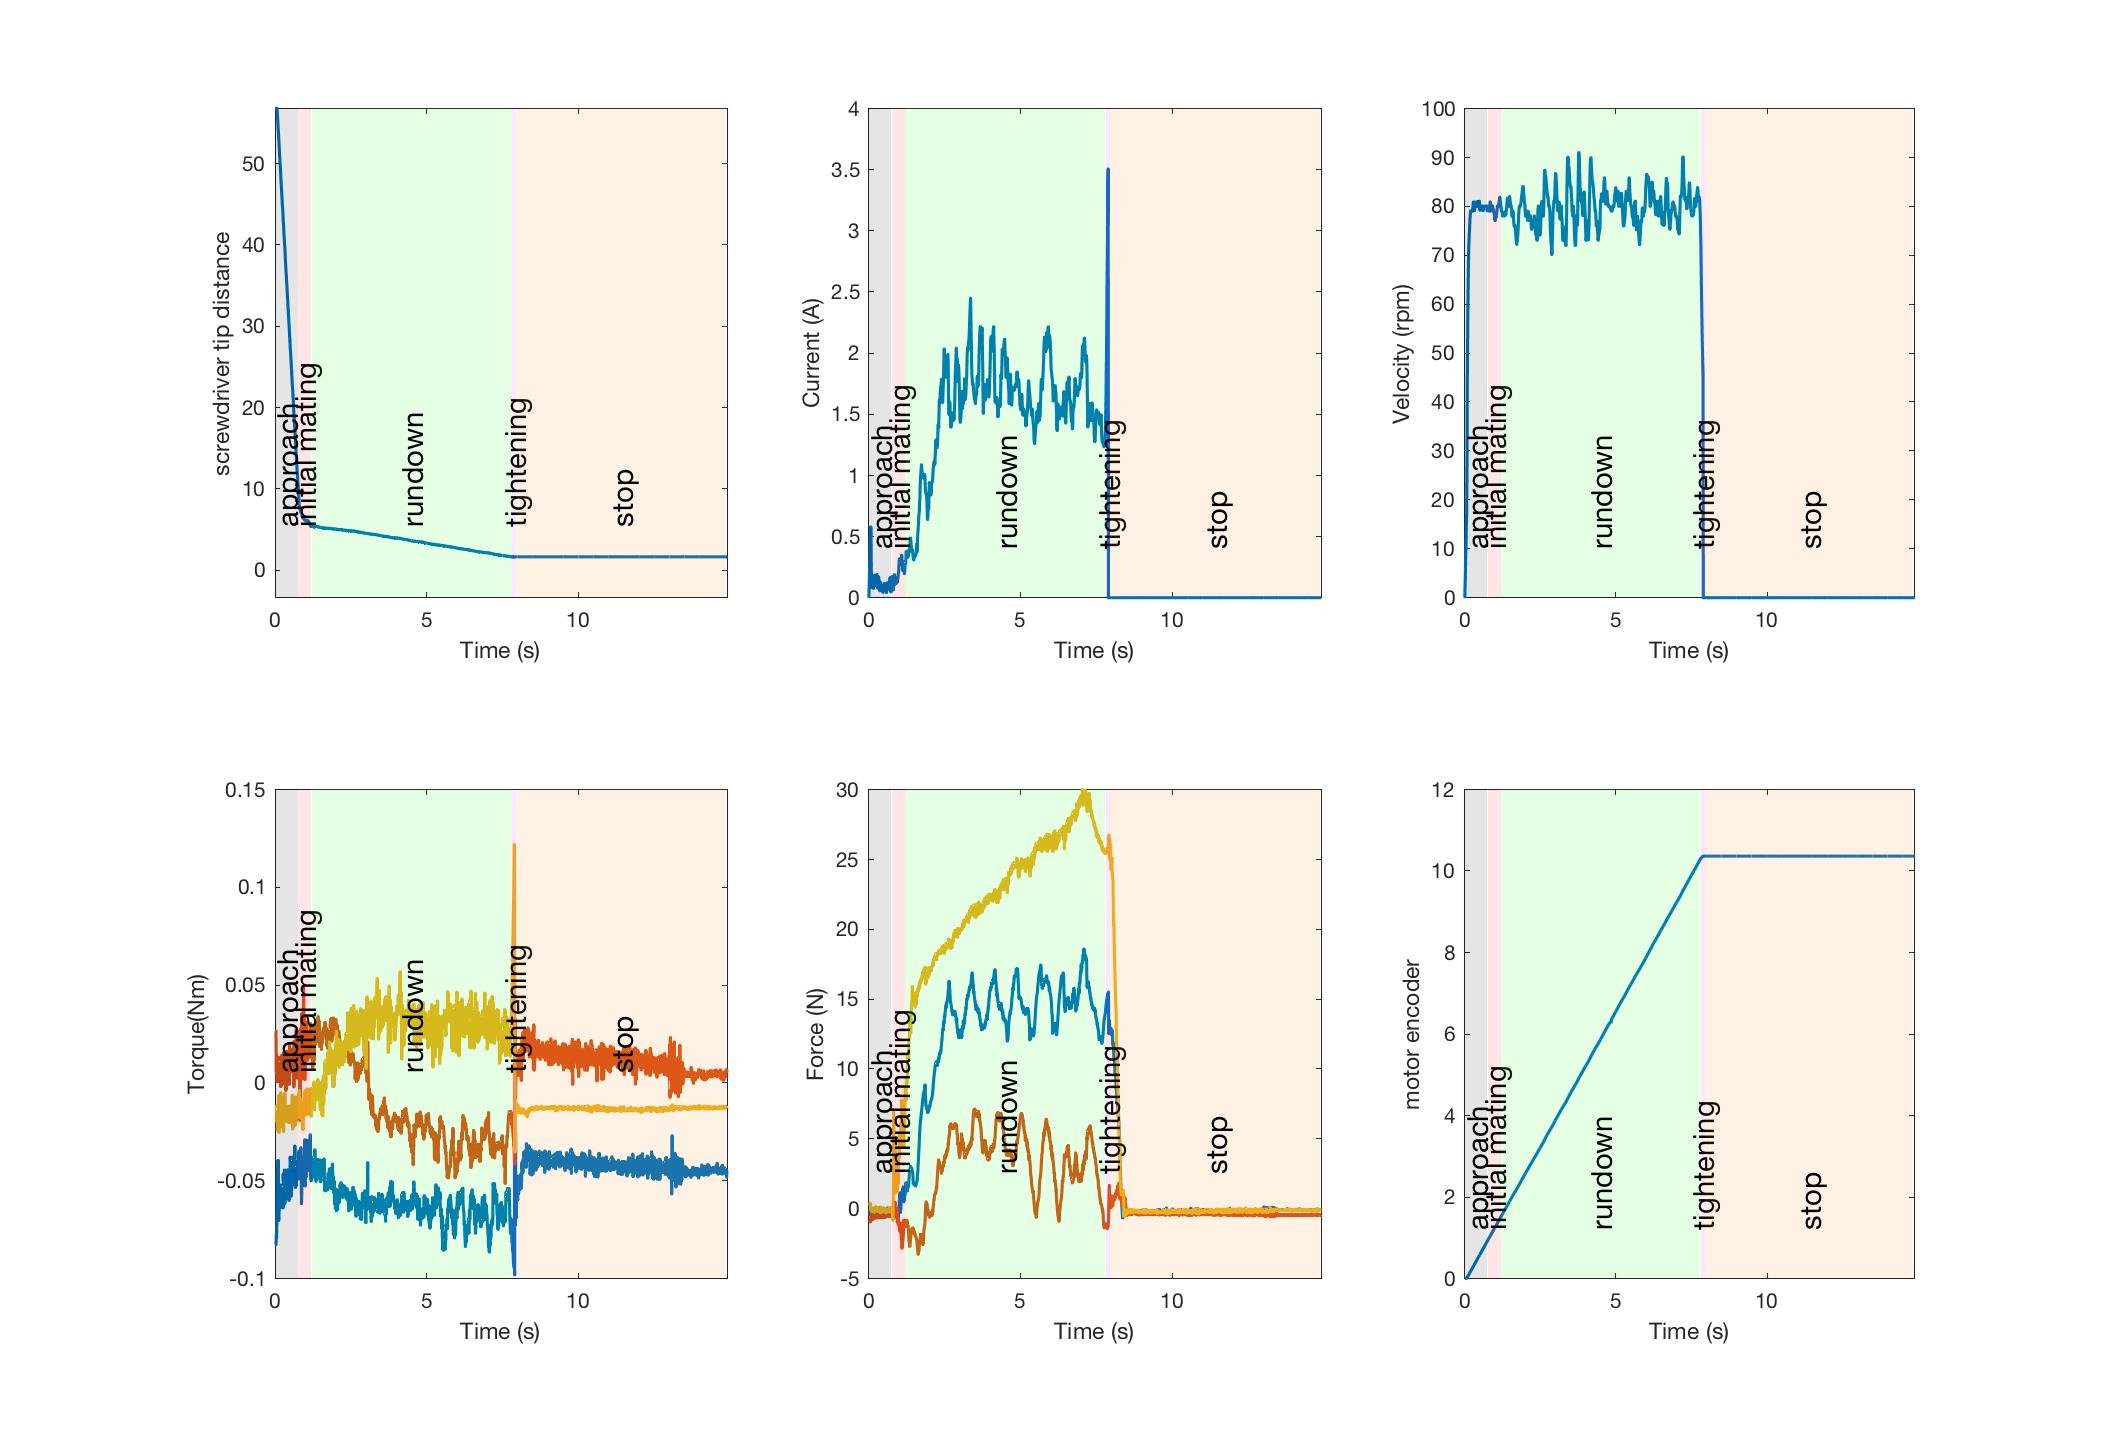 screwdriver tip distance
50
40
30
20
10
0
approach
initial mating
rundown
tightening
stop
0
5
10
Time (s)
Current (A)
4
3.5
3
2.5
2
1.5
1
0.5
0
approach
initial mating
rundown
tightening
stop
0
5
10
Time (s)
Velocity (rpm)
100
90
80
70
60
50
40
30
20
10
0
approach
initial mating
rundown
tightening
stop
0
5
10
Time (s)
Torque(Nm)
0.15
0.1
0.05
0
-0.05
-0.1
approach
initial mating
rundown
tightening
stop
0
5
10
Time (s)
Force (N)
30
25
20
15
10
5
0
-5
approach
initial mating
rundown
tightening
stop
0
5
10
Time (s)
motor encoder
12
10
8
6
4
2
0
approach
initial mating
rundown
tightening
stop
0
5
10
Time (s)